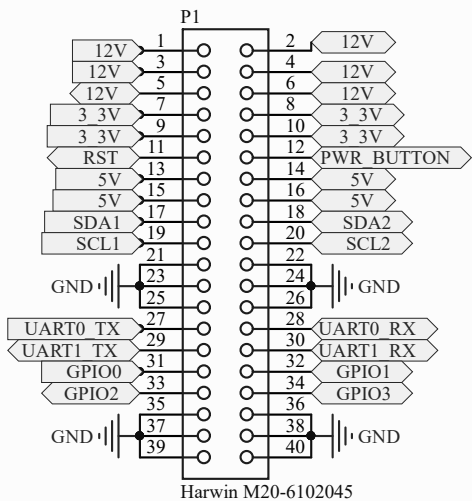 P1
12V 1 2 12V
12V 3 4 12V
12V 5 6 12V
3_3V 7 8 3_3V
3_3V 9 10 3_3V
RST 11 12 PWR_BUTTON
5V 13 14 5V
5V 15 16 5V
SDA1 17 18 SDA2
SCL1 19 20 SCL2
21 22
GND 23 24 GND
25 26
UART0_TX 27 28 UART0_RX
UART1_TX 29 30 UART1_RX
GPIO0 31 32 GPIO1
GPIO2 33 34 GPIO3
35 36
GND 37 38 GND
39 40
Harwin M20-6102045